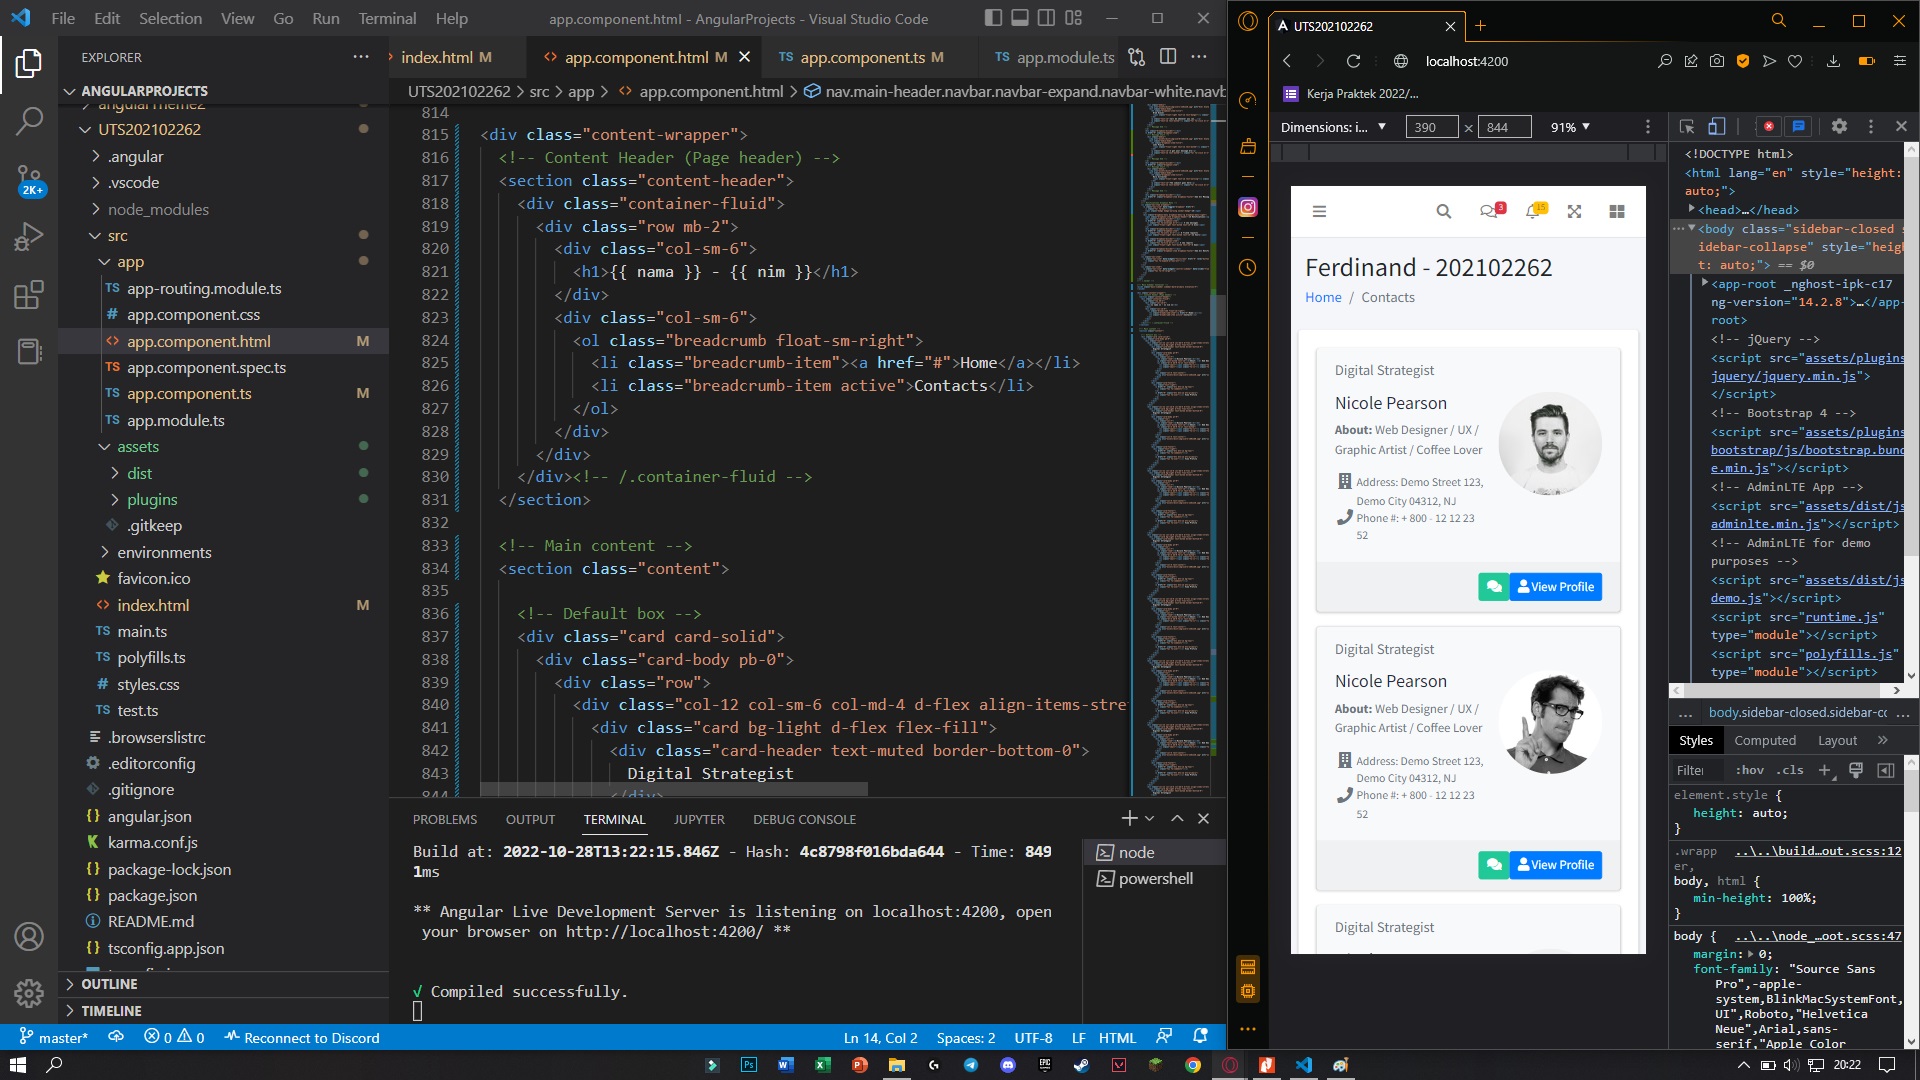 File Edit Selection View Go Run Terminal Help
app.component.html - AngularProjects - Visual Studio Code
EXPLORER
ANGULARPROJECTS
angularTheme2
UTS202102262
.angular
.vscode
node_modules
src
app
app-routing.module.ts
app.component.css
app.component.html M
app.component.spec.ts
app.component.ts M
app.module.ts
assets
dist
plugins
.gitkeep
environments
favicon.ico
index.html M
main.ts
polyfills.ts
styles.css
test.ts
.browserslistrc
.editorconfig
.gitignore
angular.json
karma.conf.js
package-lock.json
package.json
README.md
tsconfig.app.json
OUTLINE
TIMELINE
2K+
index.html M
app.component.html M
app.component.ts M
app.module.ts
UTS202102262 > src > app > app.component.html > nav.main-header.navbar.navbar-expand.navbar-white.navb
814
815 <div class="content-wrapper">
816 <!-- Content Header (Page header) -->
817 <section class="content-header">
818 <div class="container-fluid">
819 <div class="row mb-2">
820 <div class="col-sm-6">
821 <h1>{{ nama }} - {{ nim }}</h1>
822 </div>
823 <div class="col-sm-6">
824 <ol class="breadcrumb float-sm-right">
825 <li class="breadcrumb-item"><a href="#">Home</a></li>
826 <li class="breadcrumb-item active">Contacts</li>
827 </ol>
828 </div>
829 </div>
830 </div><!-- /.container-fluid -->
831 </section>
832
833 <!-- Main content -->
834 <section class="content">
835
836 <!-- Default box -->
837 <div class="card card-solid">
838 <div class="card-body pb-0">
839 <div class="row">
840 <div class="col-12 col-sm-6 col-md-4 d-flex align-items-stre
841 <div class="card bg-light d-flex flex-fill">
842 <div class="card-header text-muted border-bottom-0">
843 Digital Strategist
844 </div>
PROBLEMS OUTPUT TERMINAL JUPYTER DEBUG CONSOLE
Build at: 2022-10-28T13:22:15.846Z - Hash: 4c8798f016bda644 - Time: 849
1ms
** Angular Live Development Server is listening on localhost:4200, open
your browser on http://localhost:4200/ **
√ Compiled successfully.
node
powershell
master* 0 0 Reconnect to Discord
Ln 14, Col 2 Spaces: 2 UTF-8 LF HTML
UTS202102262
localhost:4200
Kerja Praktek 2022/...
Dimensions: i... 390 × 844 91%
3
15
Ferdinand - 202102262
Home / Contacts
Digital Strategist
Nicole Pearson
About: Web Designer / UX /
Graphic Artist / Coffee Lover
Address: Demo Street 123,
Demo City 04312, NJ
Phone #: + 800 - 12 12 23
52
View Profile
Digital Strategist
Nicole Pearson
About: Web Designer / UX /
Graphic Artist / Coffee Lover
Address: Demo Street 123,
Demo City 04312, NJ
Phone #: + 800 - 12 12 23
52
View Profile
Digital Strategist
<!DOCTYPE html>
<html lang="en" style="height:
auto;">
<head>…</head>
<body class="sidebar-closed s
idebar-collapse" style="heigh
t: auto;"> == $0
<app-root _nghost-ipk-c17
ng-version="14.2.8">…</app-
root>
<!-- jQuery -->
<script src="assets/plugins
jquery/jquery.min.js">
</script>
<!-- Bootstrap 4 -->
<script src="assets/plugins
bootstrap/js/bootstrap.bund
e.min.js"></script>
<!-- AdminLTE App -->
<script src="assets/dist/js
adminlte.min.js"></script>
<!-- AdminLTE for demo
purposes -->
<script src="assets/dist/js
demo.js"></script>
<script src="runtime.js"
type="module"></script>
<script src="polyfills.js"
type="module"></script>
... body.sidebar-closed.sidebar-cc ...
Styles Computed Layout »
Filter :hov .cls +
element.style {
height: auto;
}
.wrapp ..\..\build…out.scss:12
er,
body, html {
min-height: 100%;
}
body { ..\..\node_…oot.scss:47
margin: 0;
font-family: "Source Sans
Pro",-apple-
system,BlinkMacSystemFont,
UI",Roboto,"Helvetica
Neue",Arial,sans-
serif,"Apple Color
20:22